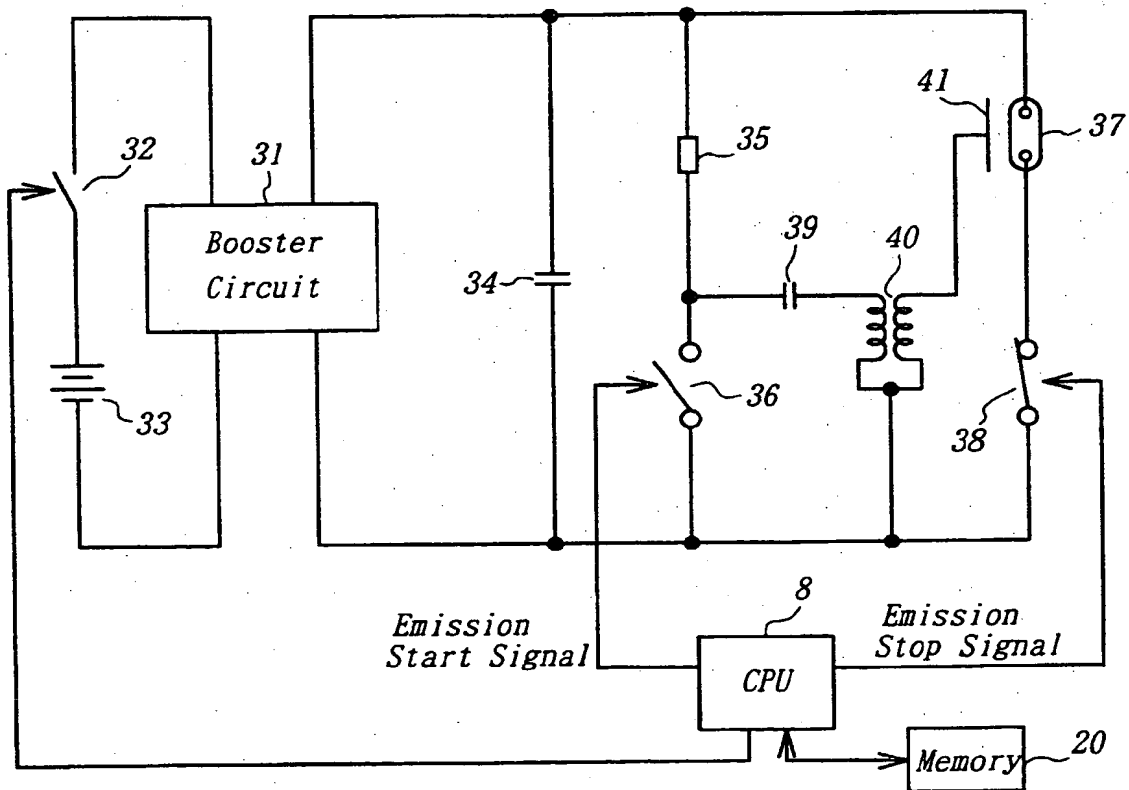 41
37
32
31
35
Booster
Circuit
39
40
34
36
38
33
8
Emission
Start Signal
Emission
Stop Signal
CPU
Memory
20